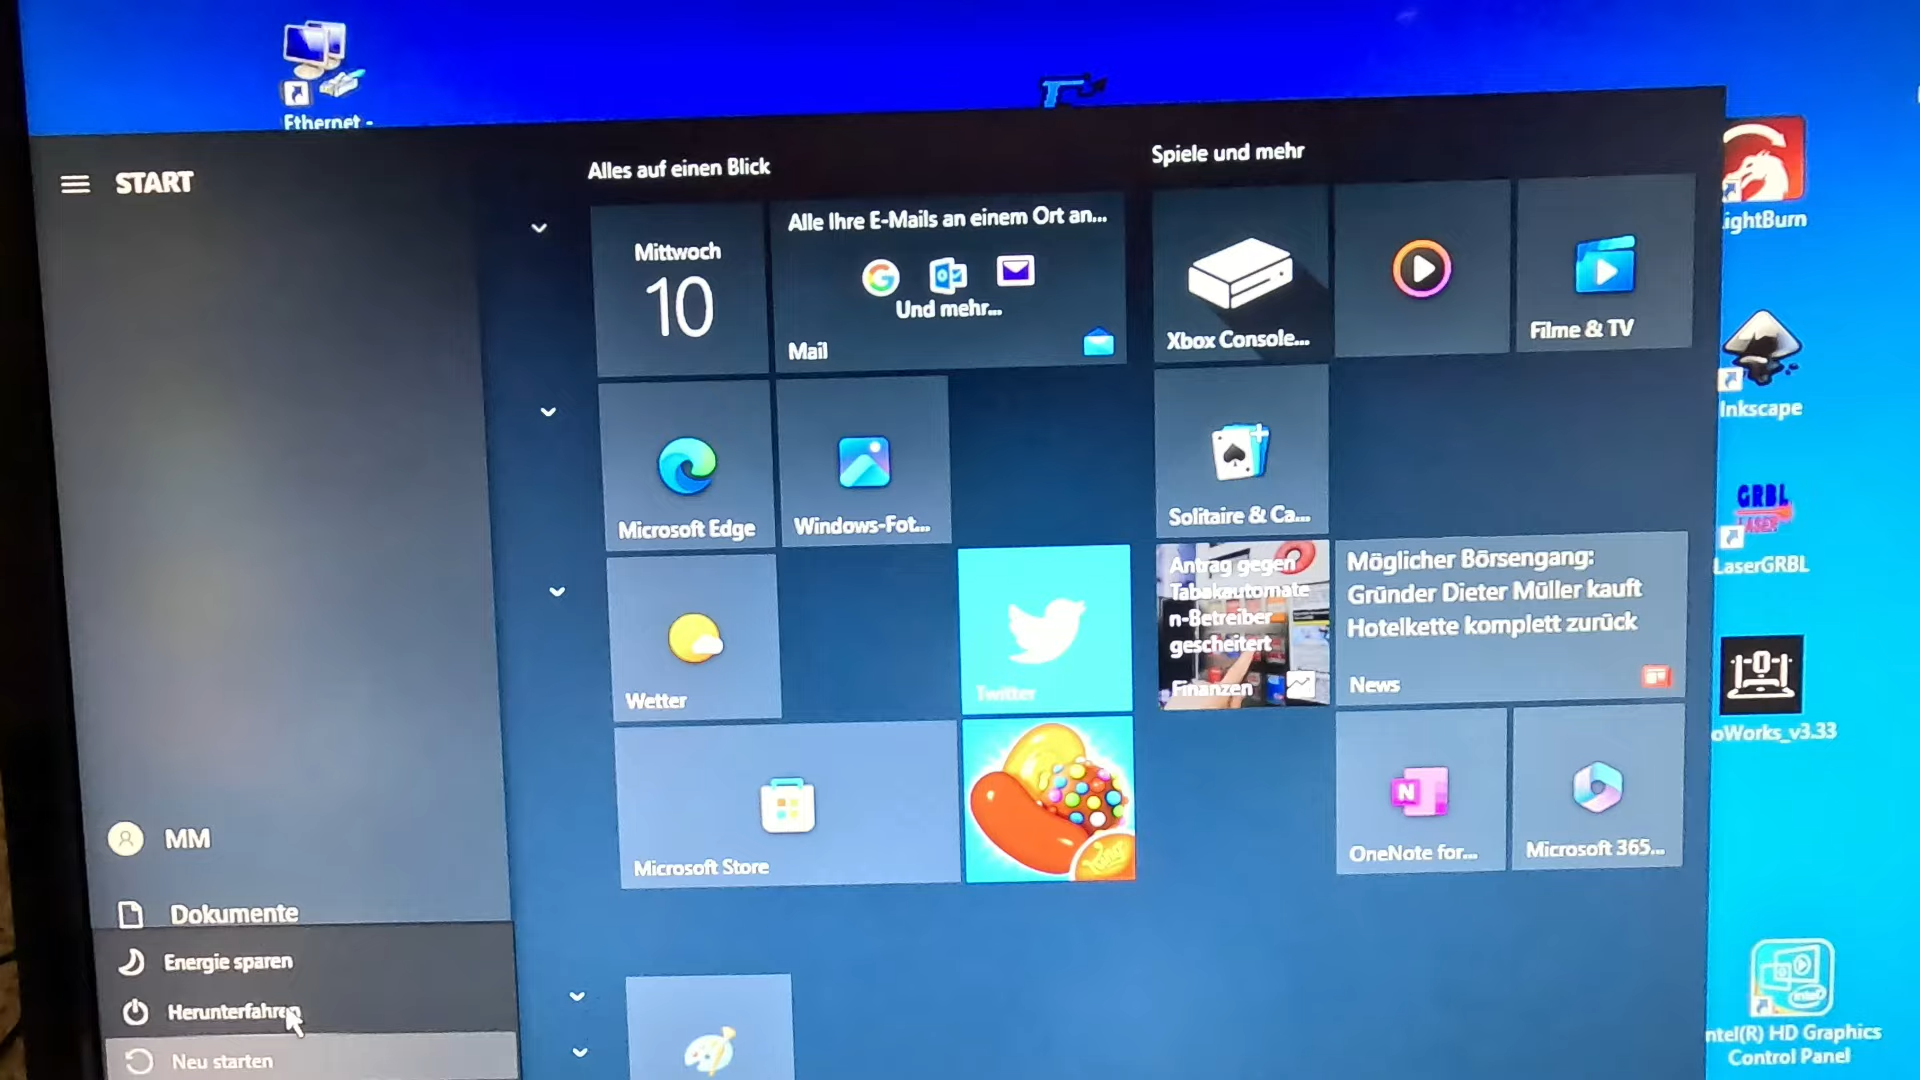 Ethernet -
START
Alles auf einen Blick
Spiele und mehr
Mittwoch
10
Alle Ihre E-Mails an einem Ort an...
Und mehr...
Mail
Xbox Console...
Filme & TV
Microsoft Edge
Windows-Fot...
Solitaire & Ca...
Wetter
Twitter
Antrag gegen
Tabakautomate
n-Betreiber
gescheitert
Finanzen
Möglicher Börsengang:
Gründer Dieter Müller kauft
Hotelkette komplett zurück
News
Microsoft Store
OneNote for...
Microsoft 365...
MM
Dokumente
Energie sparen
Herunterfahren
Neu starten
ightBurn
Inkscape
GRBL
LASER
LaserGRBL
oWorks_v3.33
intel
ntel(R) HD Graphics
Control Panel